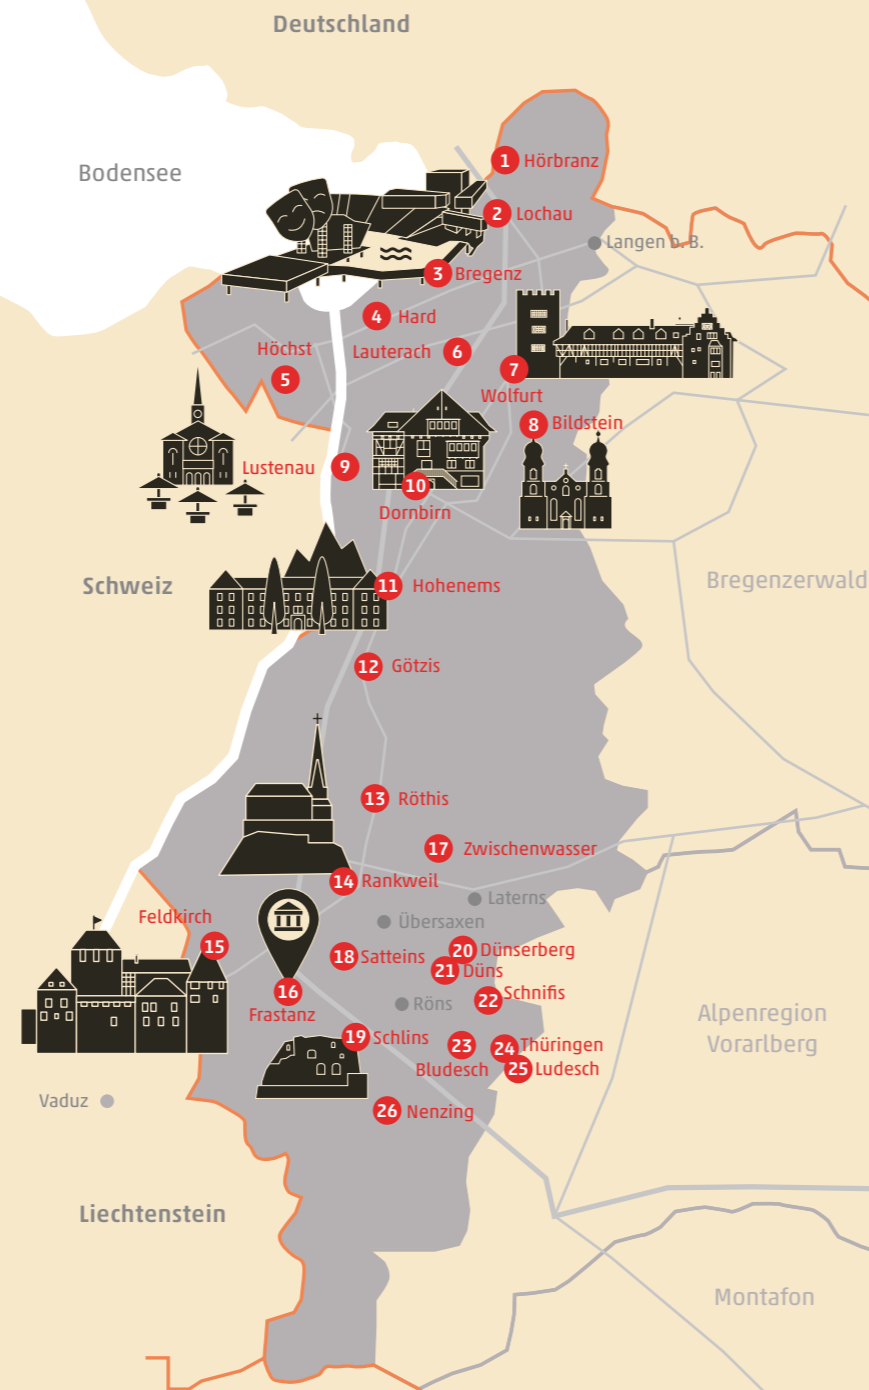 Deutschland
Bodensee
1 Hörbranz
2 Lochau
Langen b. B.
3 Bregenz
4 Hard
Höchst
5
Lauterach 6
7
Wolfurt
8 Bildstein
Lustenau 9
10
Dornbirn
Schweiz
11 Hohenems
Bregenzerwald
12 Götzis
13 Röthis
17 Zwischenwasser
14 Rankweil
Laterns
Feldkirch
15
Übersaxen
18 Satteins
20 Dünserberg
21 Düns
16
Frastanz
Röns
22 Schnifis
Alpenregion
Vorarlberg
19 Schlins
23
Bludesch
24 Thüringen
25 Ludesch
Vaduz
26 Nenzing
Liechtenstein
Montafon